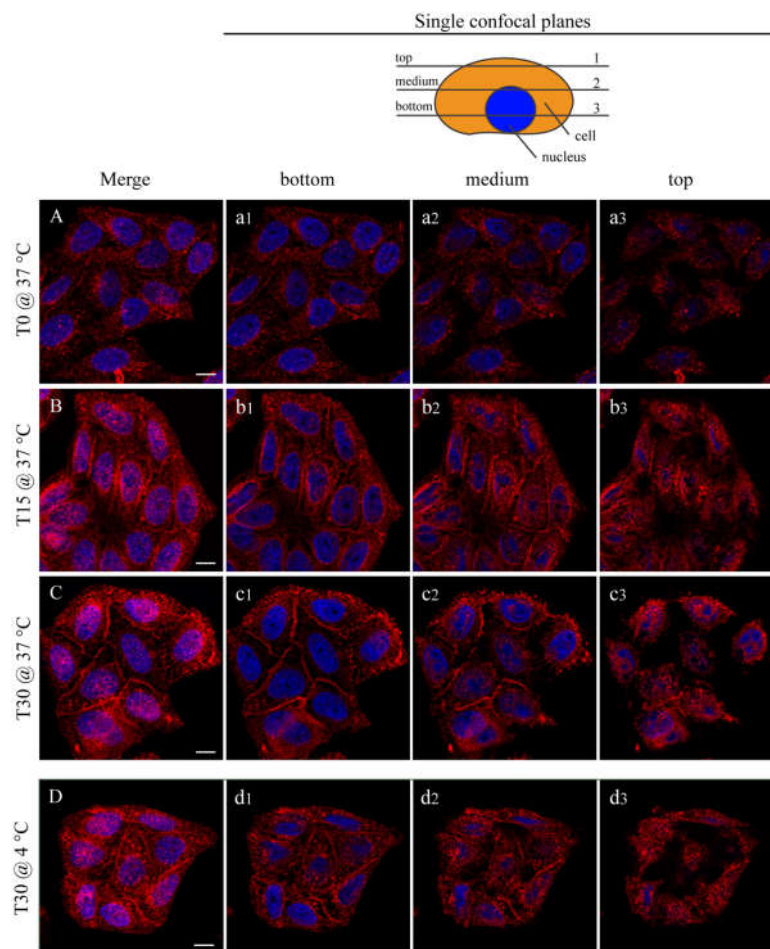 Single confocal planes
top 1
medium 2
bottom 3
cell
nucleus
Merge bottom medium top
T0 @ 37 °C
A a1 a2 a3
T15 @ 37 °C
B b1 b2 b3
T30 @ 37 °C
C c1 c2 c3
T30 @ 4 °C
D d1 d2 d3